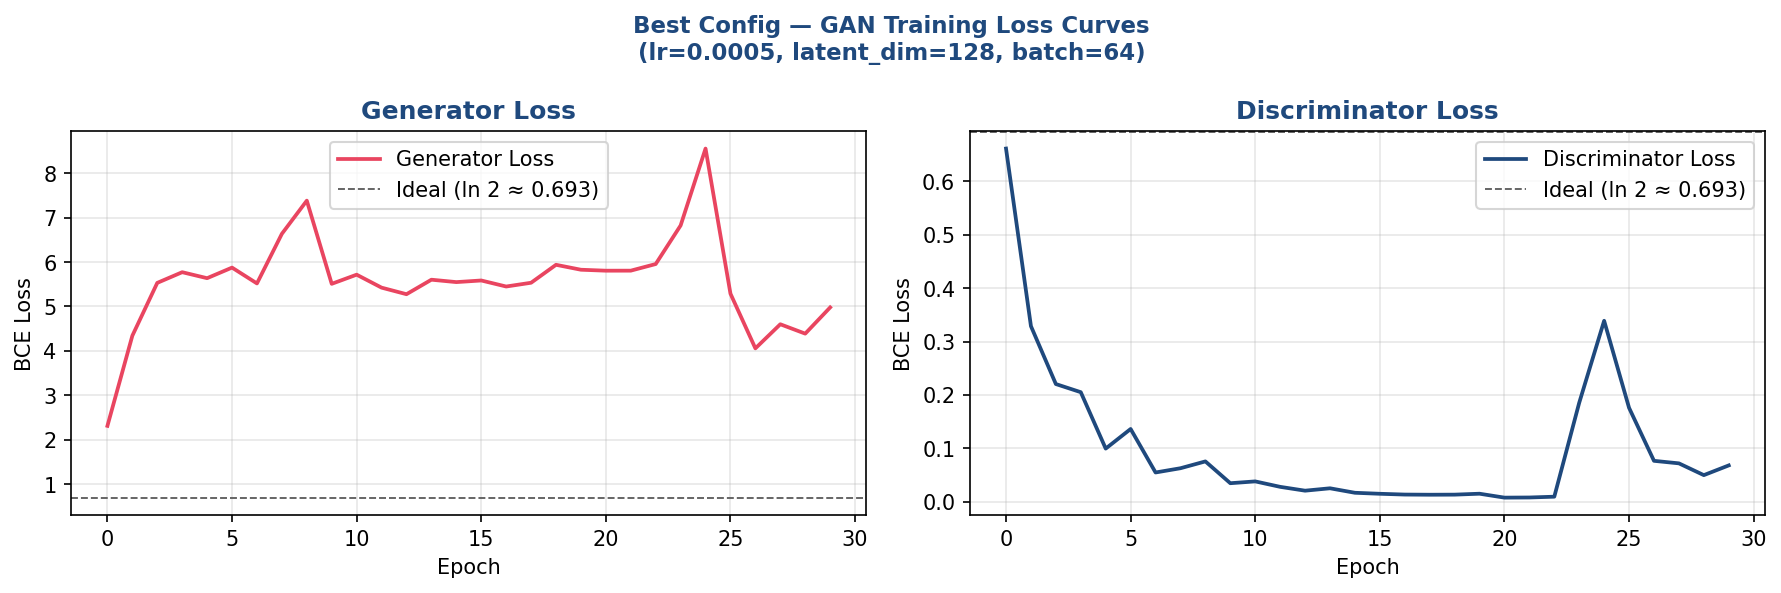 Best Config — GAN Training Loss Curves
(lr=0.0005, latent_dim=128, batch=64)
Generator Loss
Generator Loss
Ideal (ln 2 ≈ 0.693)
8
7
6
5
4
3
2
1
BCE Loss
0 5 10 15 20 25 30
Epoch
Discriminator Loss
Discriminator Loss
Ideal (ln 2 ≈ 0.693)
0.6
0.5
0.4
0.3
0.2
0.1
0.0
BCE Loss
0 5 10 15 20 25 30
Epoch